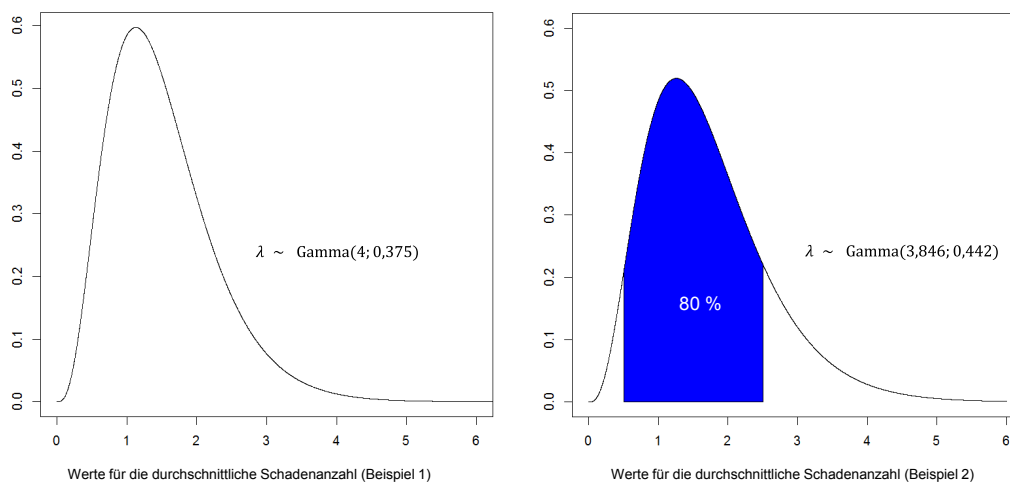 0.0 0.1 0.2 0.3 0.4 0.5 0.6
λ ~ Gamma(4; 0,375)
0 1 2 3 4 5 6
Werte für die durchschnittliche Schadenanzahl (Beispiel 1)
0.0 0.1 0.2 0.3 0.4 0.5 0.6
λ ~ Gamma(3,846; 0,442)
80 %
0 1 2 3 4 5 6
Werte für die durchschnittliche Schadenanzahl (Beispiel 2)